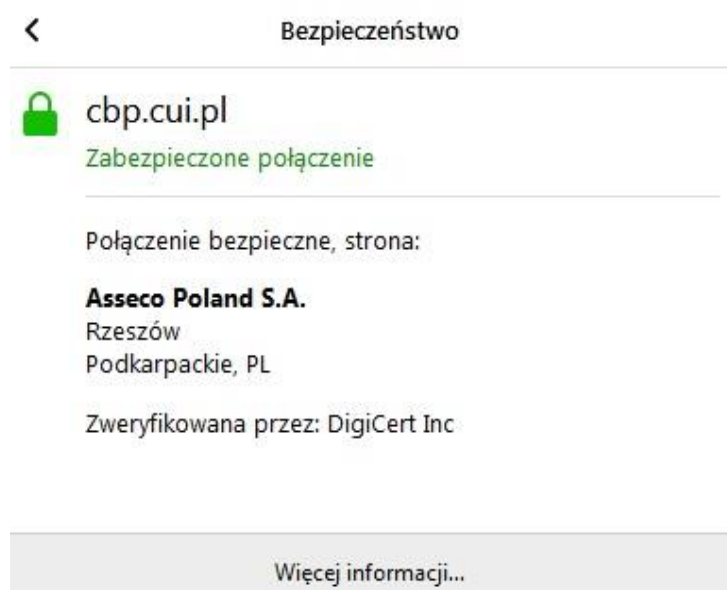 Bezpieczeństwo
cbp.cui.pl
Zabezpieczone połączenie
Połączenie bezpieczne, strona:
Asseco Poland S.A.
Rzeszów
Podkarpackie, PL
Zweryfikowana przez: DigiCert Inc
Więcej informacji...